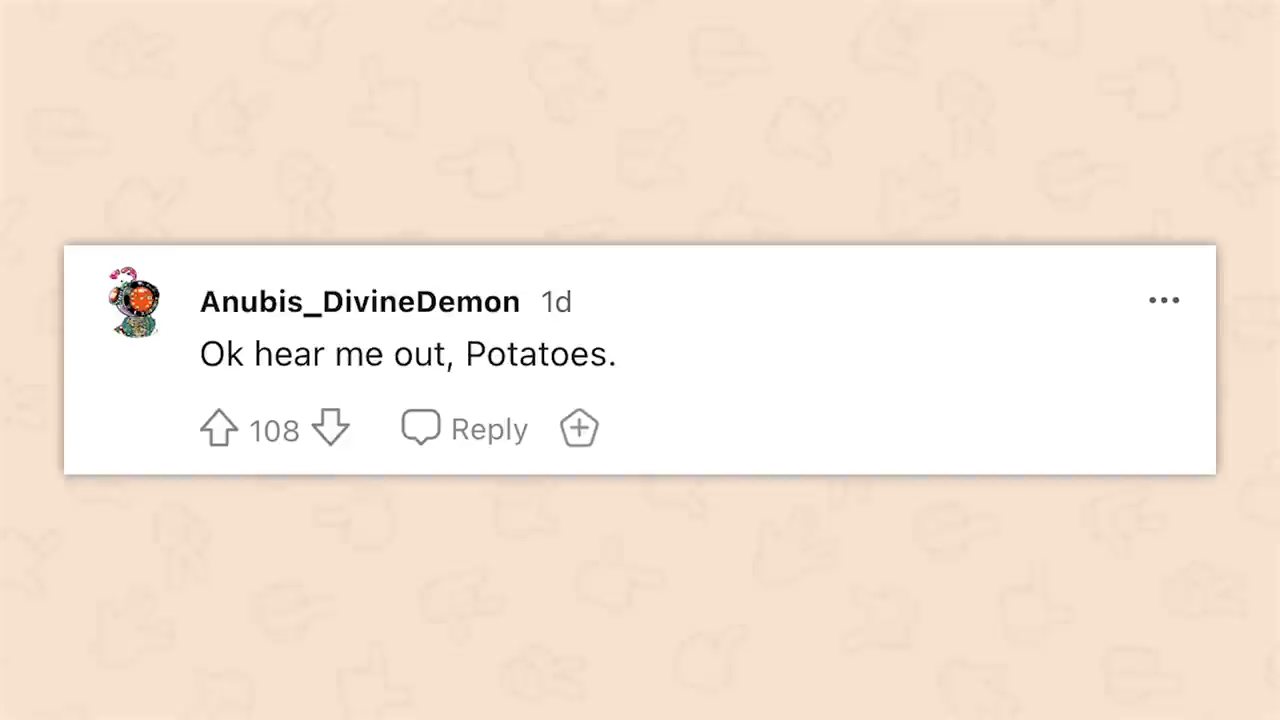 Anubis_DivineDemon 1d
Ok hear me out, Potatoes.
108 Reply